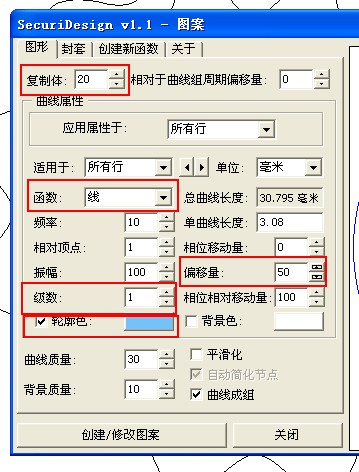 SecuriDesign v1.1 - 图案
图形 封套 创建新函数 关于
复制体: 20 相对于曲线组周期偏移量: 0
曲线属性
应用属性于: 所有行
适用于: 所有行 单位: 毫米
函数: 线 总曲线长度: 30.795 毫米
频率: 10 单曲线长度: 3.08
相对顶点: 1 相位移动量: 0
振幅: 100 偏移量: 50
级数: 1 相位相对移动量: 100
轮廓色: 背景色:
曲线质量: 30 平滑化
自动简化节点
背景质量: 10 曲线成组
创建/修改图案 关闭